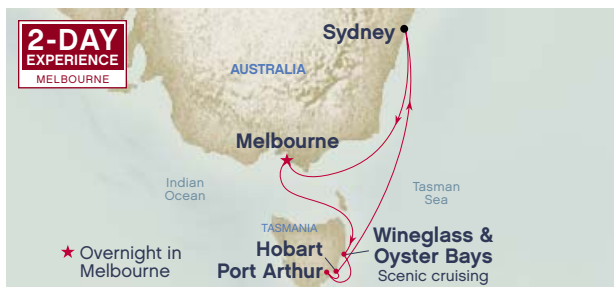 2-DAY
EXPERIENCE
MELBOURNE
Sydney
AUSTRALIA
Melbourne
Indian
Ocean
Tasman
Sea
TASMANIA
Wineglass &
Oyster Bays
Scenic cruising
Hobart
Port Arthur
Overnight in
Melbourne